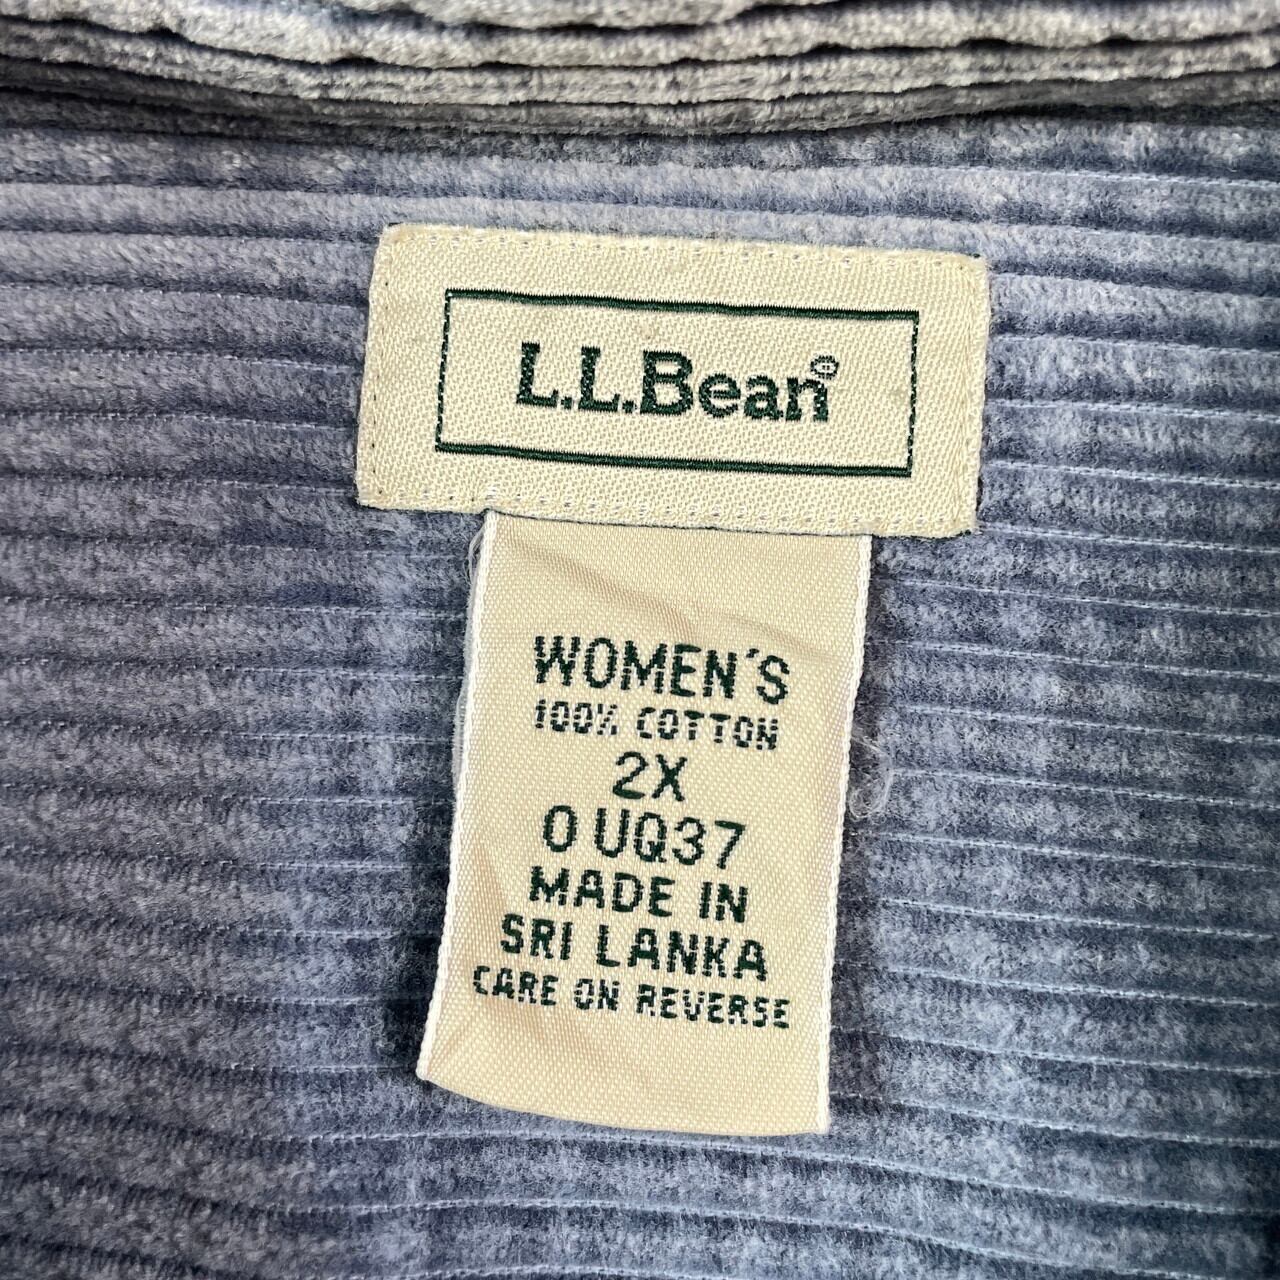 L.L.Bean®
WOMEN'S
100% COTTON
2X
0 UQ37
MADE IN
SRI LANKA
CARE ON REVERSE